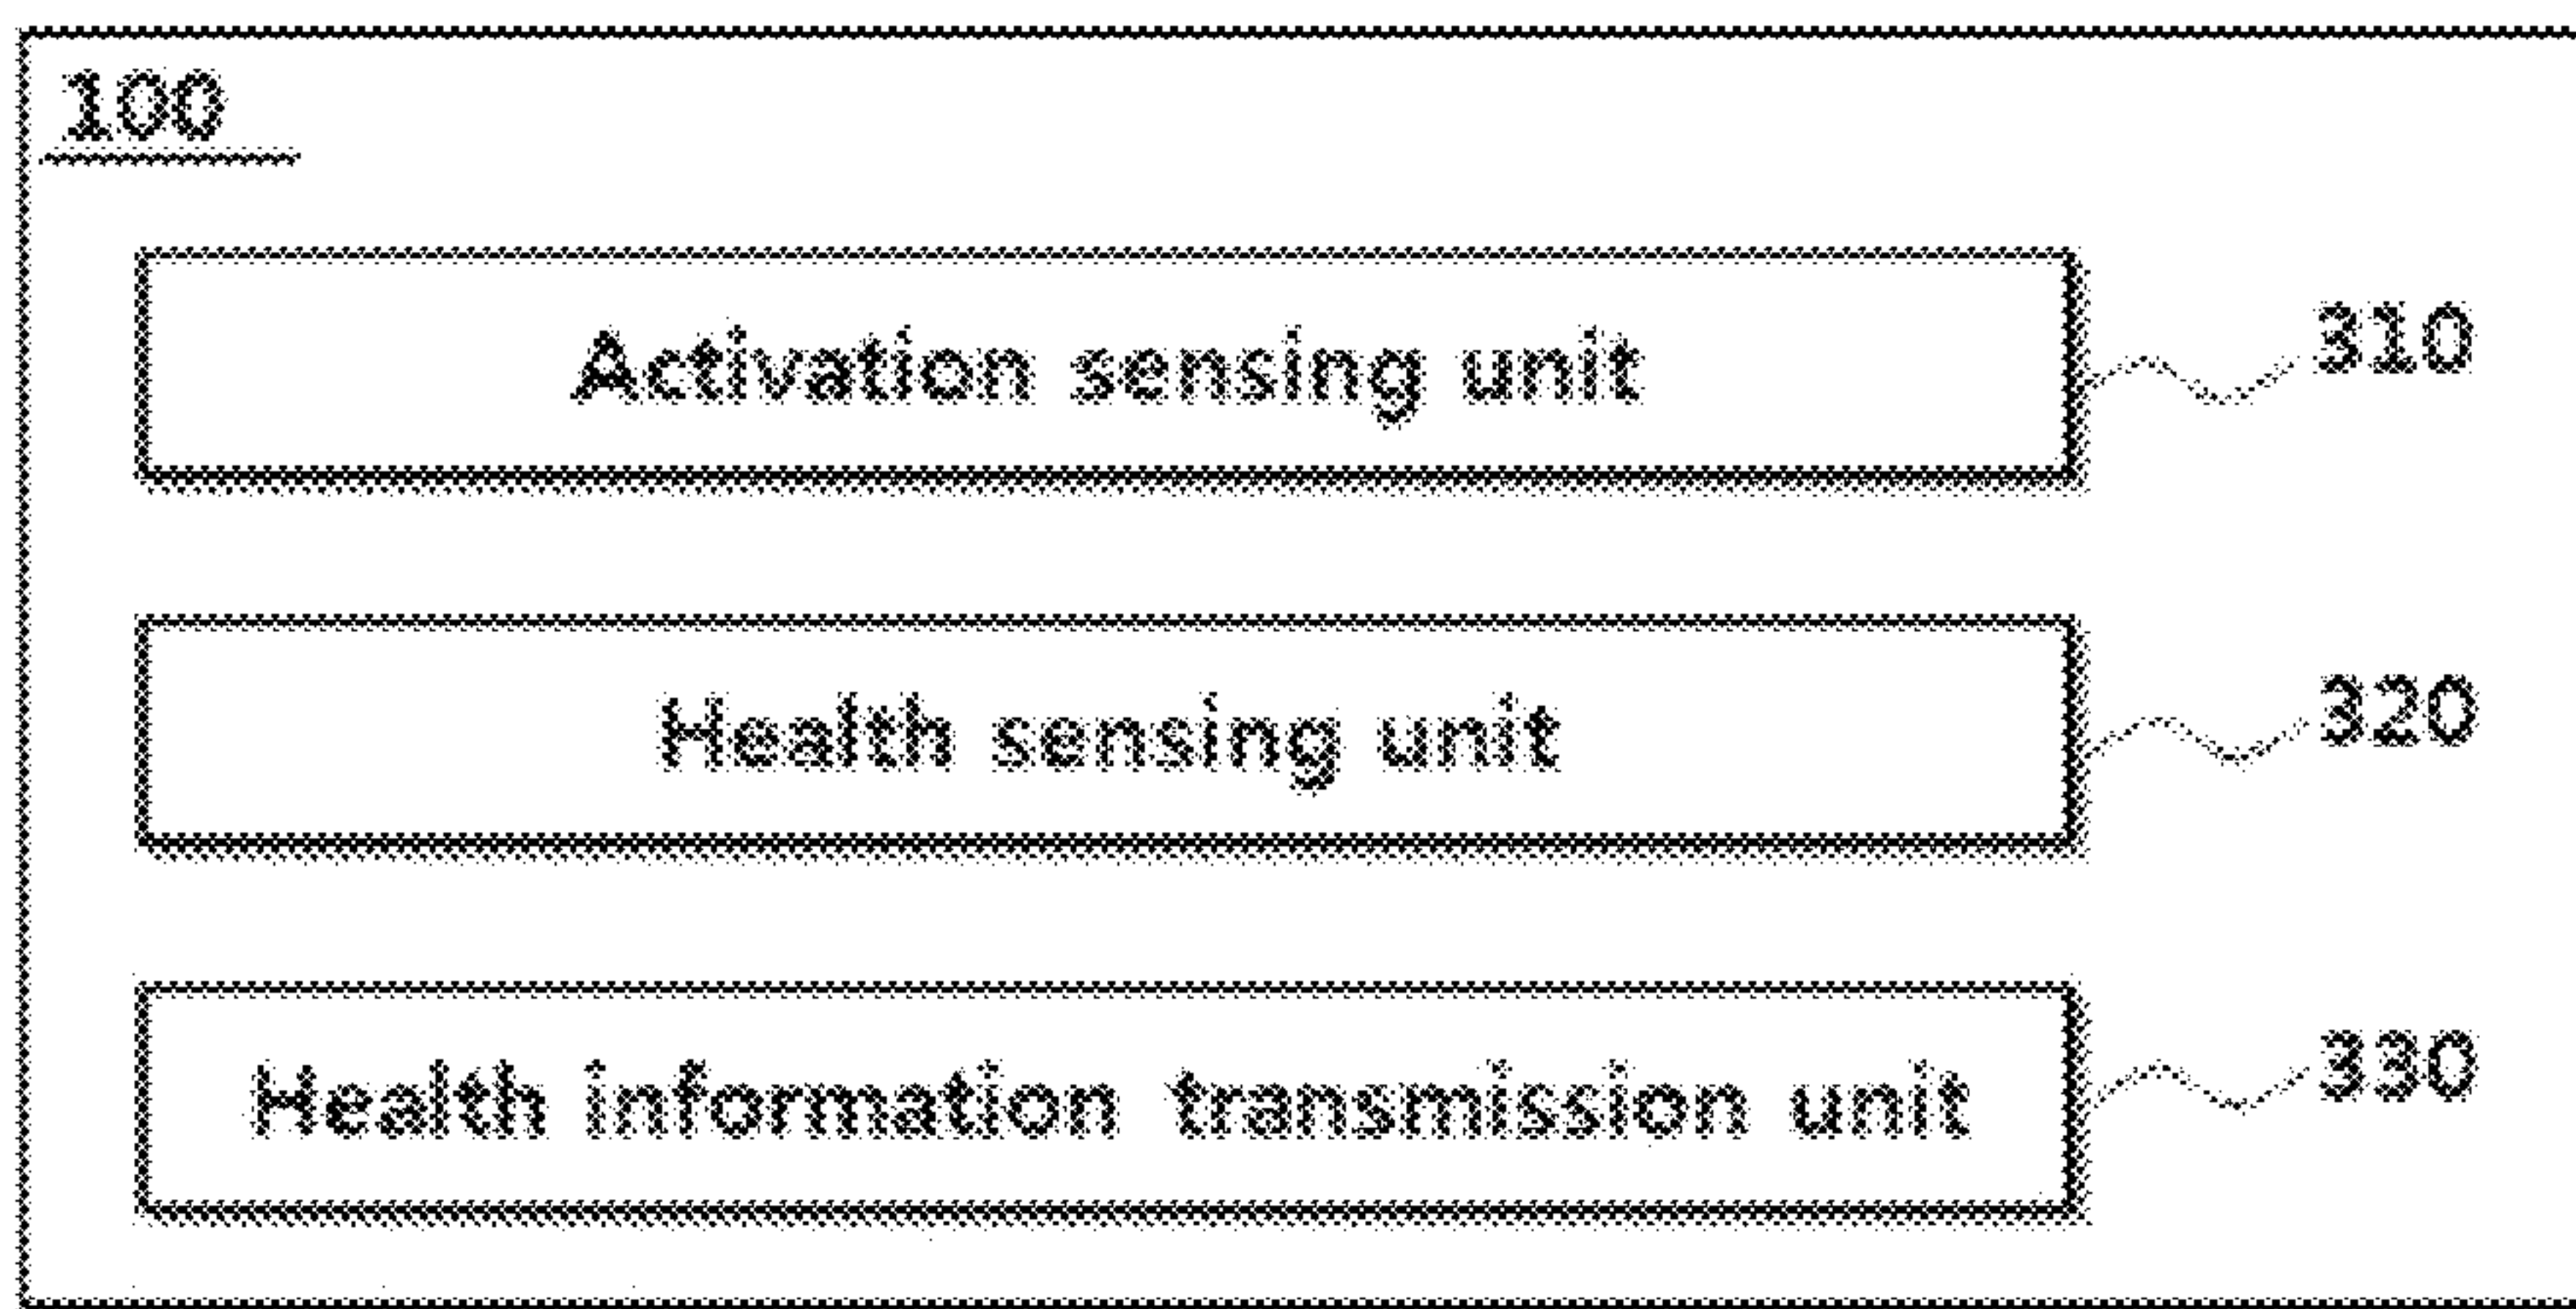 100
Activation sensing unit 310
Health sensing unit 320
Health information transmission unit 330